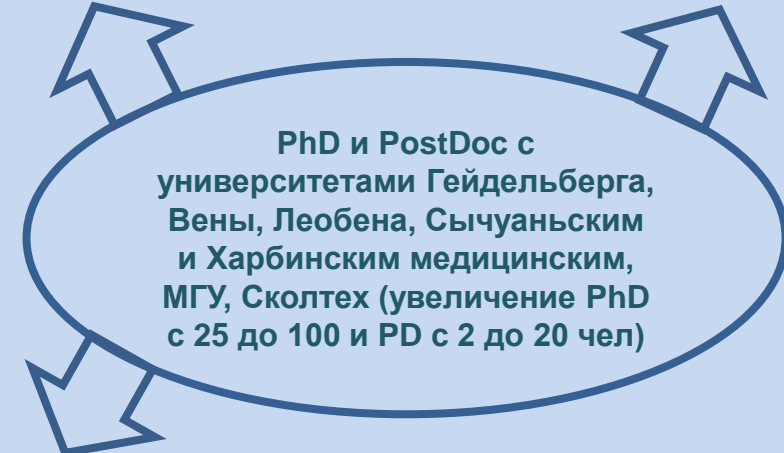 PhD и PostDoc с
университетами Гейдельберга,
Вены, Леобена, Сычуаньским
и Харбинским медицинским,
МГУ, Сколтех (увеличение PhD
с 25 до 100 и PD с 2 до 20 чел)